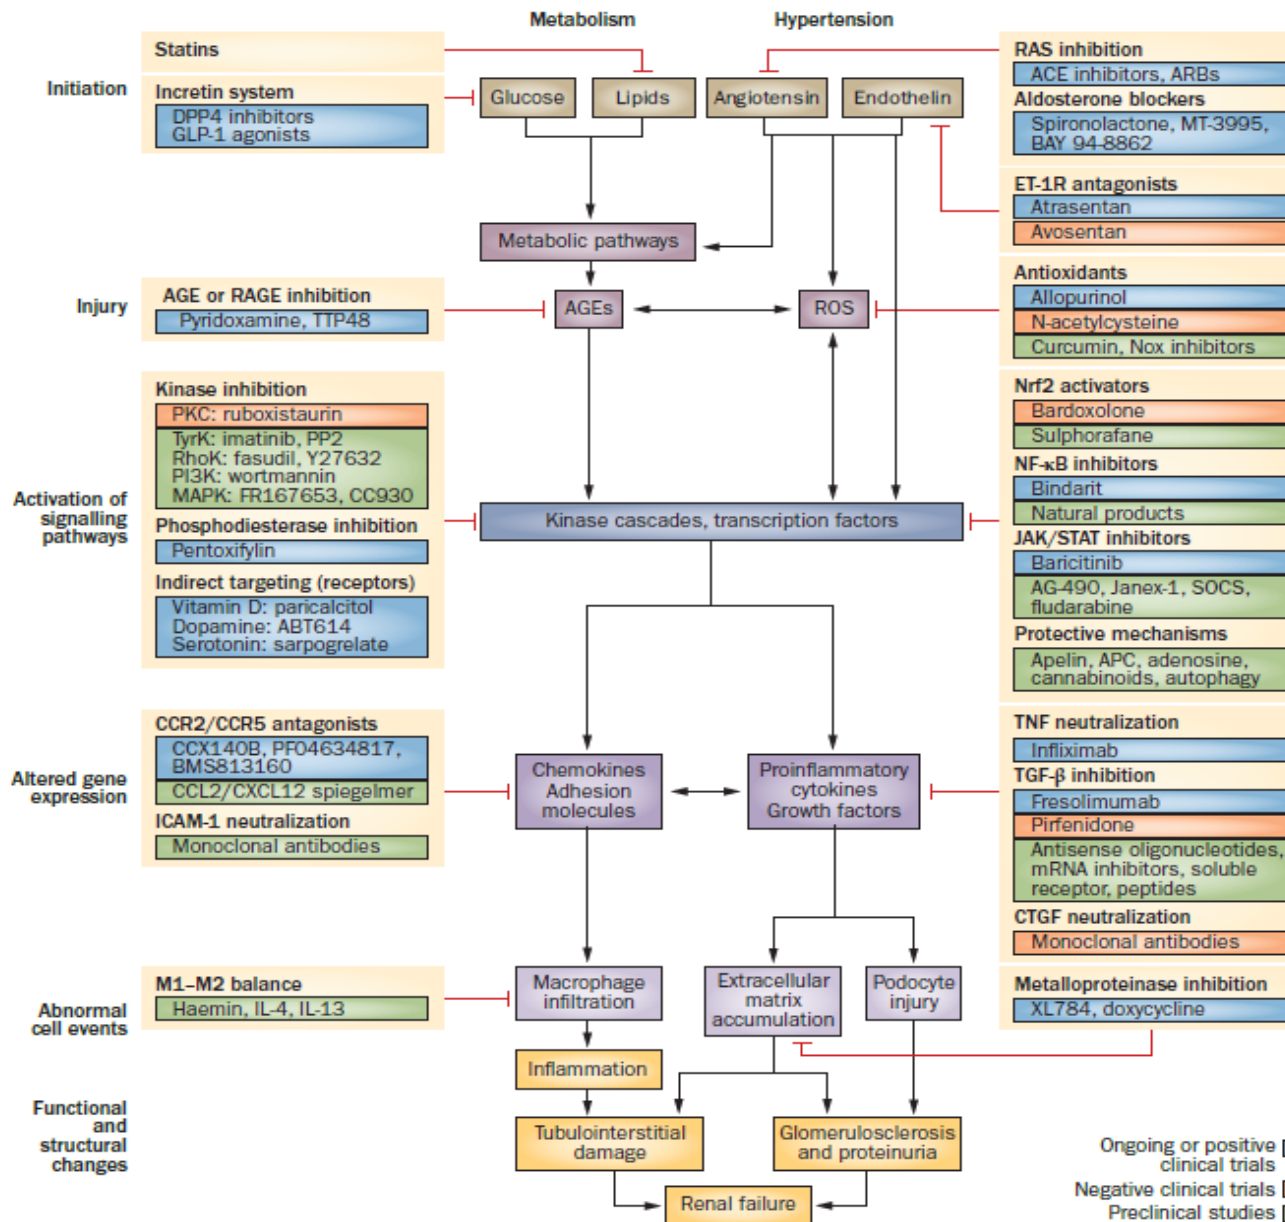 Metabolism
Hypertension
Initiation
Statins
Incretin system
DPP4 inhibitors
GLP-1 agonists
Glucose
Lipids
Angiotensin
Endothelin
RAS inhibition
ACE inhibitors, ARBs
Aldosterone blockers
Spironolactone, MT-3995,
BAY 94-8862
ET-1R antagonists
Atrasentan
Avosentan
Metabolic pathways
Injury
AGE or RAGE inhibition
Pyridoxamine, TTP48
AGEs
ROS
Antioxidants
Allopurinol
N-acetylcysteine
Curcumin, Nox inhibitors
Activation of
signalling
pathways
Kinase inhibition
PKC: ruboxistaurin
TyrK: imatinib, PP2
RhoK: fasudil, Y27632
PI3K: wortmannin
MAPK: FR167653, CC930
Phosphodiesterase inhibition
Pentoxifylin
Indirect targeting (receptors)
Vitamin D: paricalcitol
Dopamine: ABT614
Serotonin: sarpogrelate
Kinase cascades, transcription factors
Nrf2 activators
Bardoxolone
Sulphorafane
NF-κB inhibitors
Bindarit
Natural products
JAK/STAT inhibitors
Baricitinib
AG-490, Janex-1, SOCS,
fludarabine
Protective mechanisms
Apelin, APC, adenosine,
cannabinoids, autophagy
Altered gene
expression
CCR2/CCR5 antagonists
CCX140B, PF04634817,
BMS813160
CCL2/CXCL12 spiegelmer
ICAM-1 neutralization
Monoclonal antibodies
Chemokines
Adhesion
molecules
Proinflammatory
cytokines
Growth factors
TNF neutralization
Infliximab
TGF-β inhibition
Fresolimumab
Pirfenidone
Antisense oligonucleotides,
mRNA inhibitors, soluble
receptor, peptides
CTGF neutralization
Monoclonal antibodies
Abnormal
cell events
M1–M2 balance
Haemin, IL-4, IL-13
Macrophage
infiltration
Extracellular
matrix
accumulation
Podocyte
injury
Metalloproteinase inhibition
XL784, doxycycline
Functional
and
structural
changes
Inflammation
Tubulointerstitial
damage
Glomerulosclerosis
and proteinuria
Renal failure
Ongoing or positive
clinical trials
Negative clinical trials
Preclinical studies